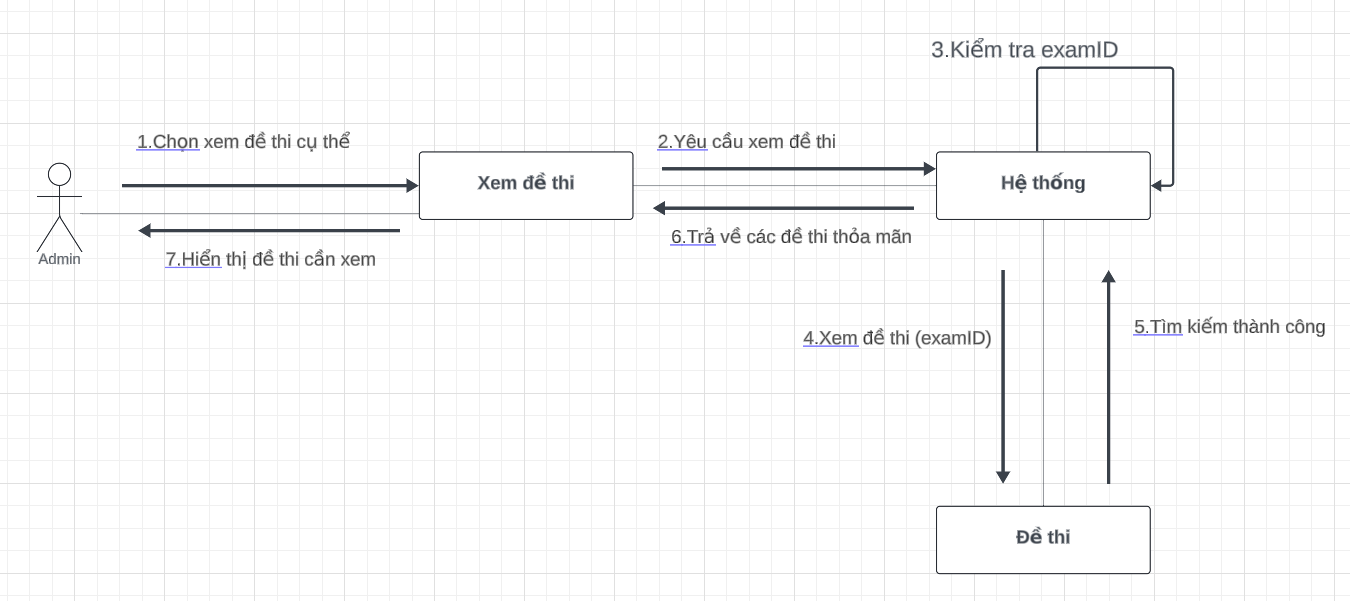 3.Kiểm tra examID
1.Chọn xem đề thi cụ thể
2.Yêu cầu xem đề thi
Xem đề thi
Hệ thống
Admin
7.Hiển thị đề thi cần xem
6.Trả về các đề thi thỏa mãn
4.Xem đề thi (examID)
5.Tìm kiếm thành công
Đề thi